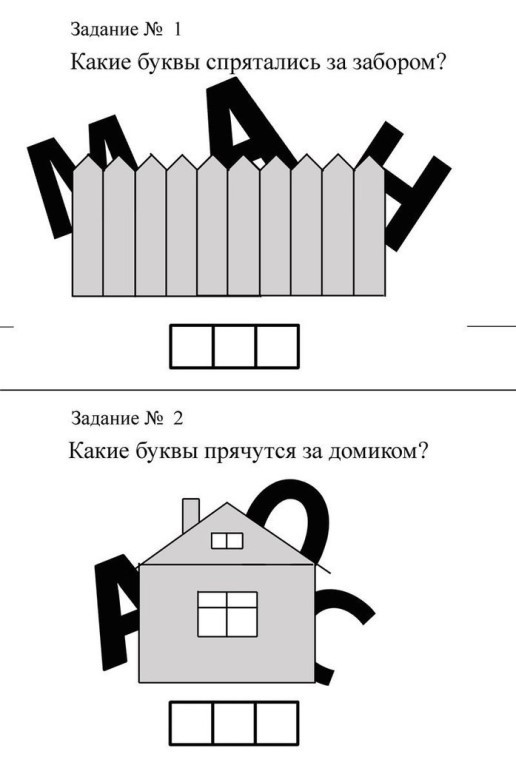 Задание № 1
Какие буквы спрятались за забором?
М А Н
Задание № 2
Какие буквы прячутся за домиком?
О
А
С